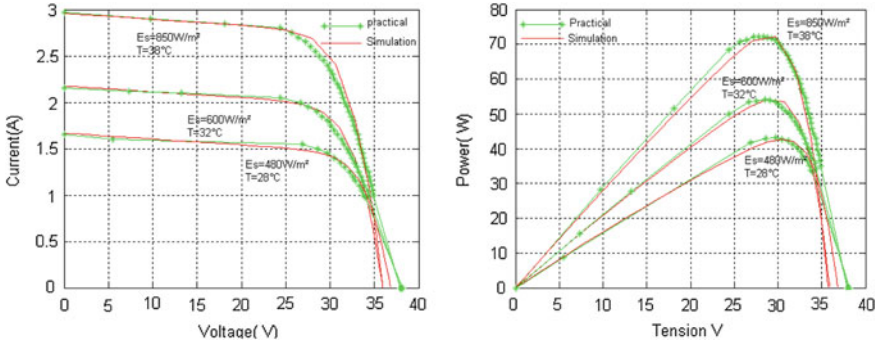 3
2.5
2
1.5
1
0.5
0
Current(A)
0 5 10 15 20 25 30 35 40
Voltage( V)
practical
Simulation
Es=850W/m²
T=38°C
Es=600W/m²
T=32°C
Es=480W/m²
T=28°C
80
70
60
50
40
30
20
10
0
Power( W)
0 5 10 15 20 25 30 35 40
Tension V
Practical
Simulation
Es=850W/m²
T=38°C
Es=600W/m²
T=32°C
Es=480W/m²
T=28°C